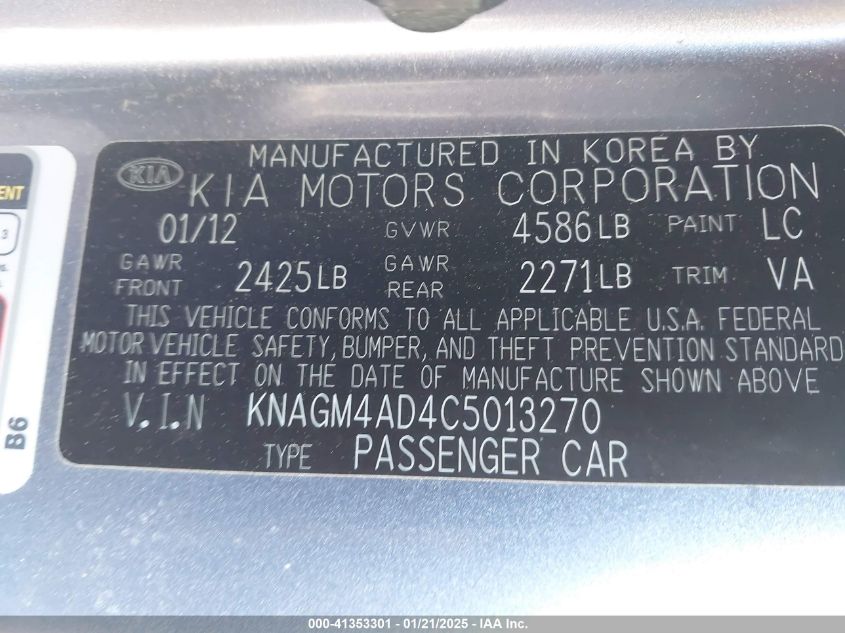 MANUFACTURED IN KOREA BY
KIA KIA MOTORS CORPORATION
01/12 GVWR 4586LB PAINT LC
GAWR FRONT 2425LB GAWR REAR 2271LB TRIM VA
THIS VEHICLE CONFORMS TO ALL APPLICABLE U.S.A. FEDERAL
MOTOR VEHICLE SAFETY, BUMPER, AND THEFT PREVENTION STANDARD
IN EFFECT ON THE DATE OF MANUFACTURE SHOWN ABOVE
V.I.N KNAGM4AD4C5013270
TYPE PASSENGER CAR
B6
3
000-41353301 - 01/21/2025 - IAA Inc.